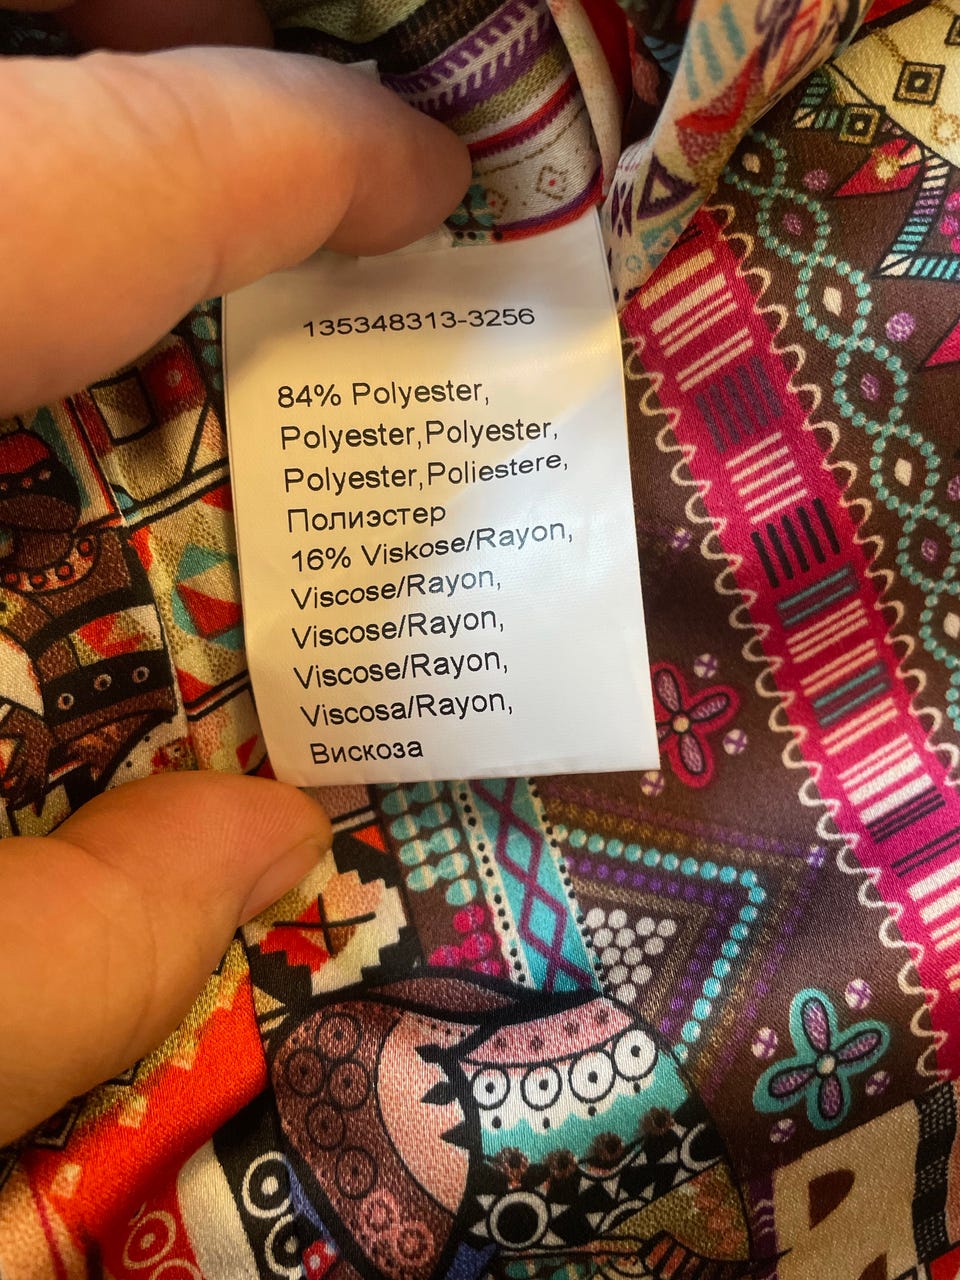 135348313-3256
84% Polyester,
Polyester,Polyester,
Polyester,Poliestere,
Полиэстер
16% Viskose/Rayon,
Viscose/Rayon,
Viscose/Rayon,
Viscose/Rayon,
Viscosa/Rayon,
Вискоза